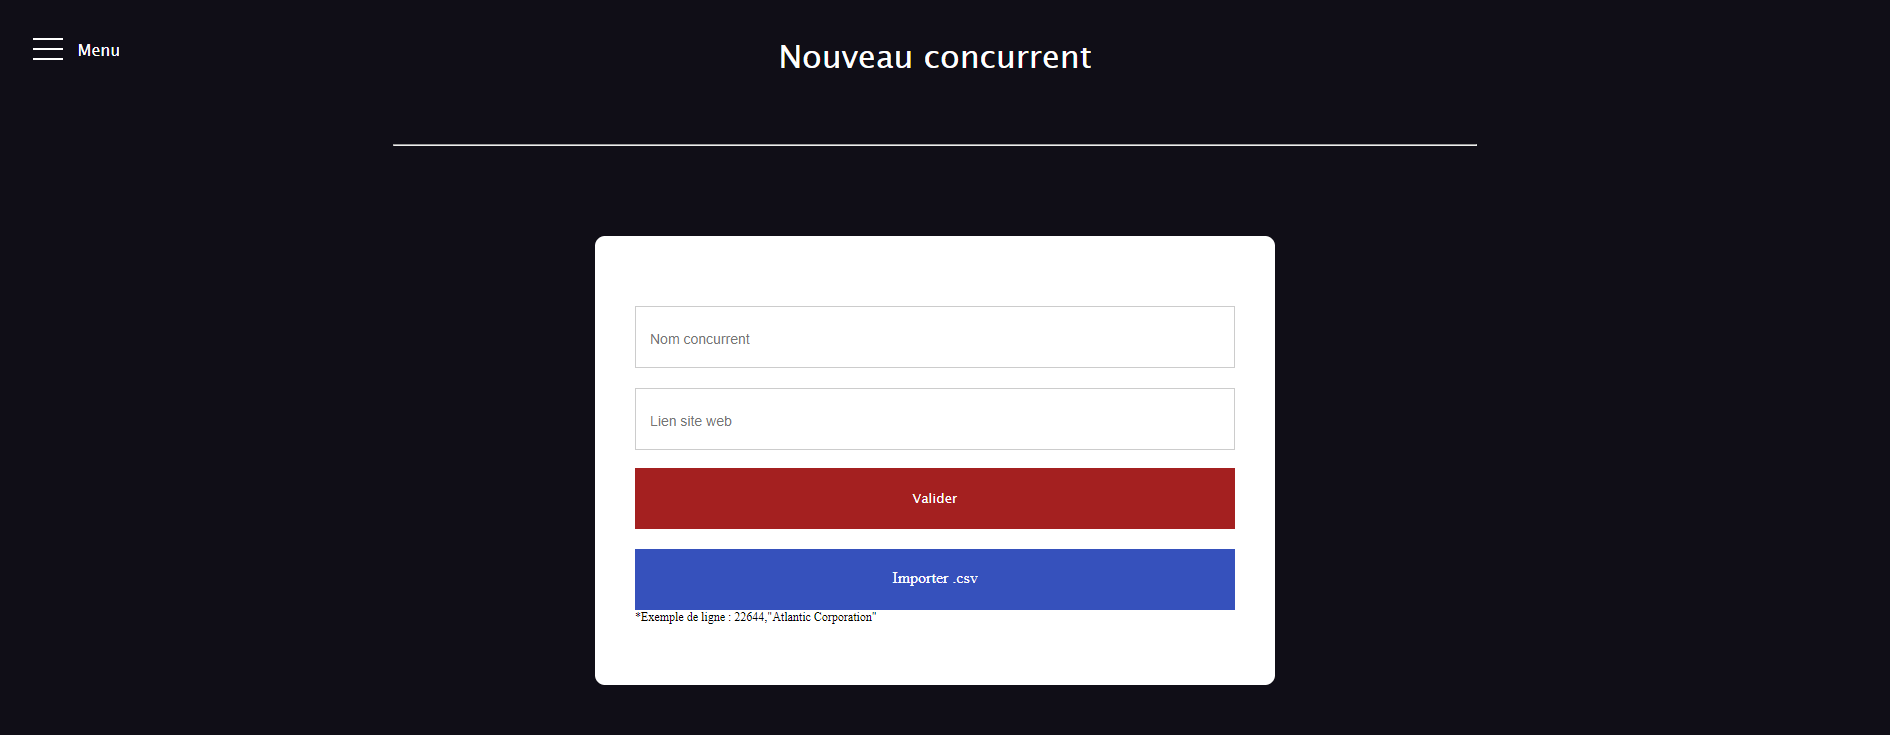 Menu
Nouveau concurrent
Nom concurrent
Lien site web
Valider
Importer .csv
*Exemple de ligne : 22644,"Atlantic Corporation"